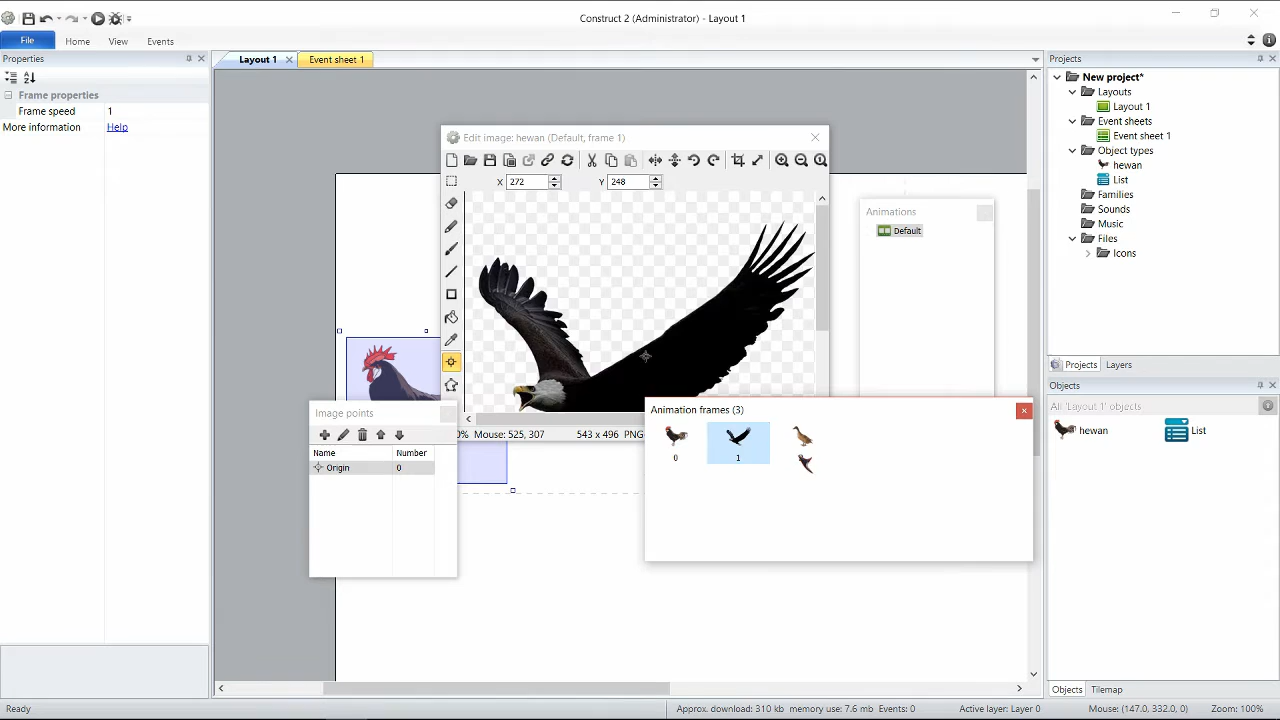 Construct 2 (Administrator) - Layout 1
File
Home
View
Events
Properties
Layout 1
Event sheet 1
Projects
Frame properties
Frame speed 1
More information Help
New project*
Layouts
Layout 1
Event sheets
Event sheet 1
Object types
hewan
List
Families
Sounds
Music
Files
Icons
Edit image: hewan (Default, frame 1)
X 272
Y 248
Animations
Default
Projects
Layers
Objects
All 'Layout 1' objects
hewan
List
Image points
Name Number
Origin 0
Mouse: 525, 307 543 x 496 PNG
Animation frames (3)
0
1
Objects
Tilemap
Ready
Approx. download: 310 kb memory use: 7.6 mb Events: 0 Active layer: Layer 0 Mouse: (147.0, 332.0, 0) Zoom: 100%